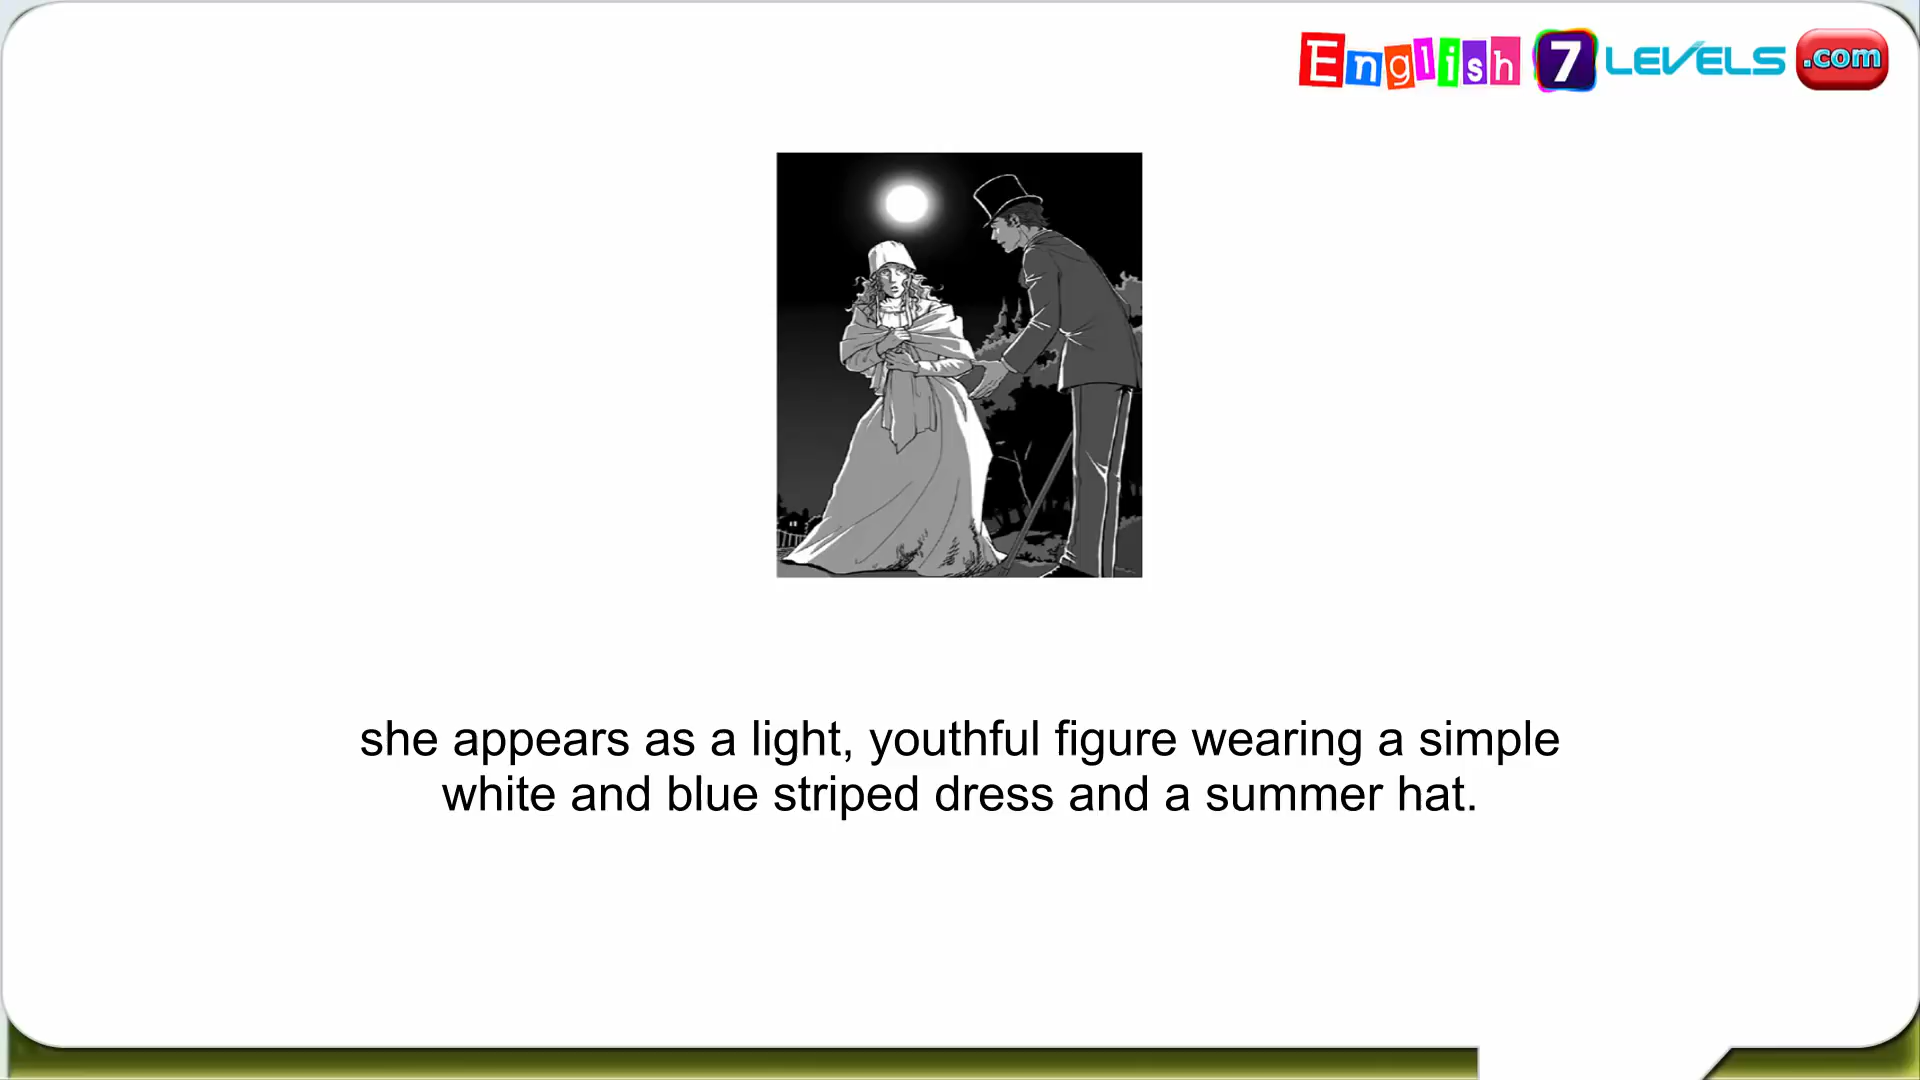 English 7 LEVELS .com
she appears as a light, youthful figure wearing a simple
white and blue striped dress and a summer hat.